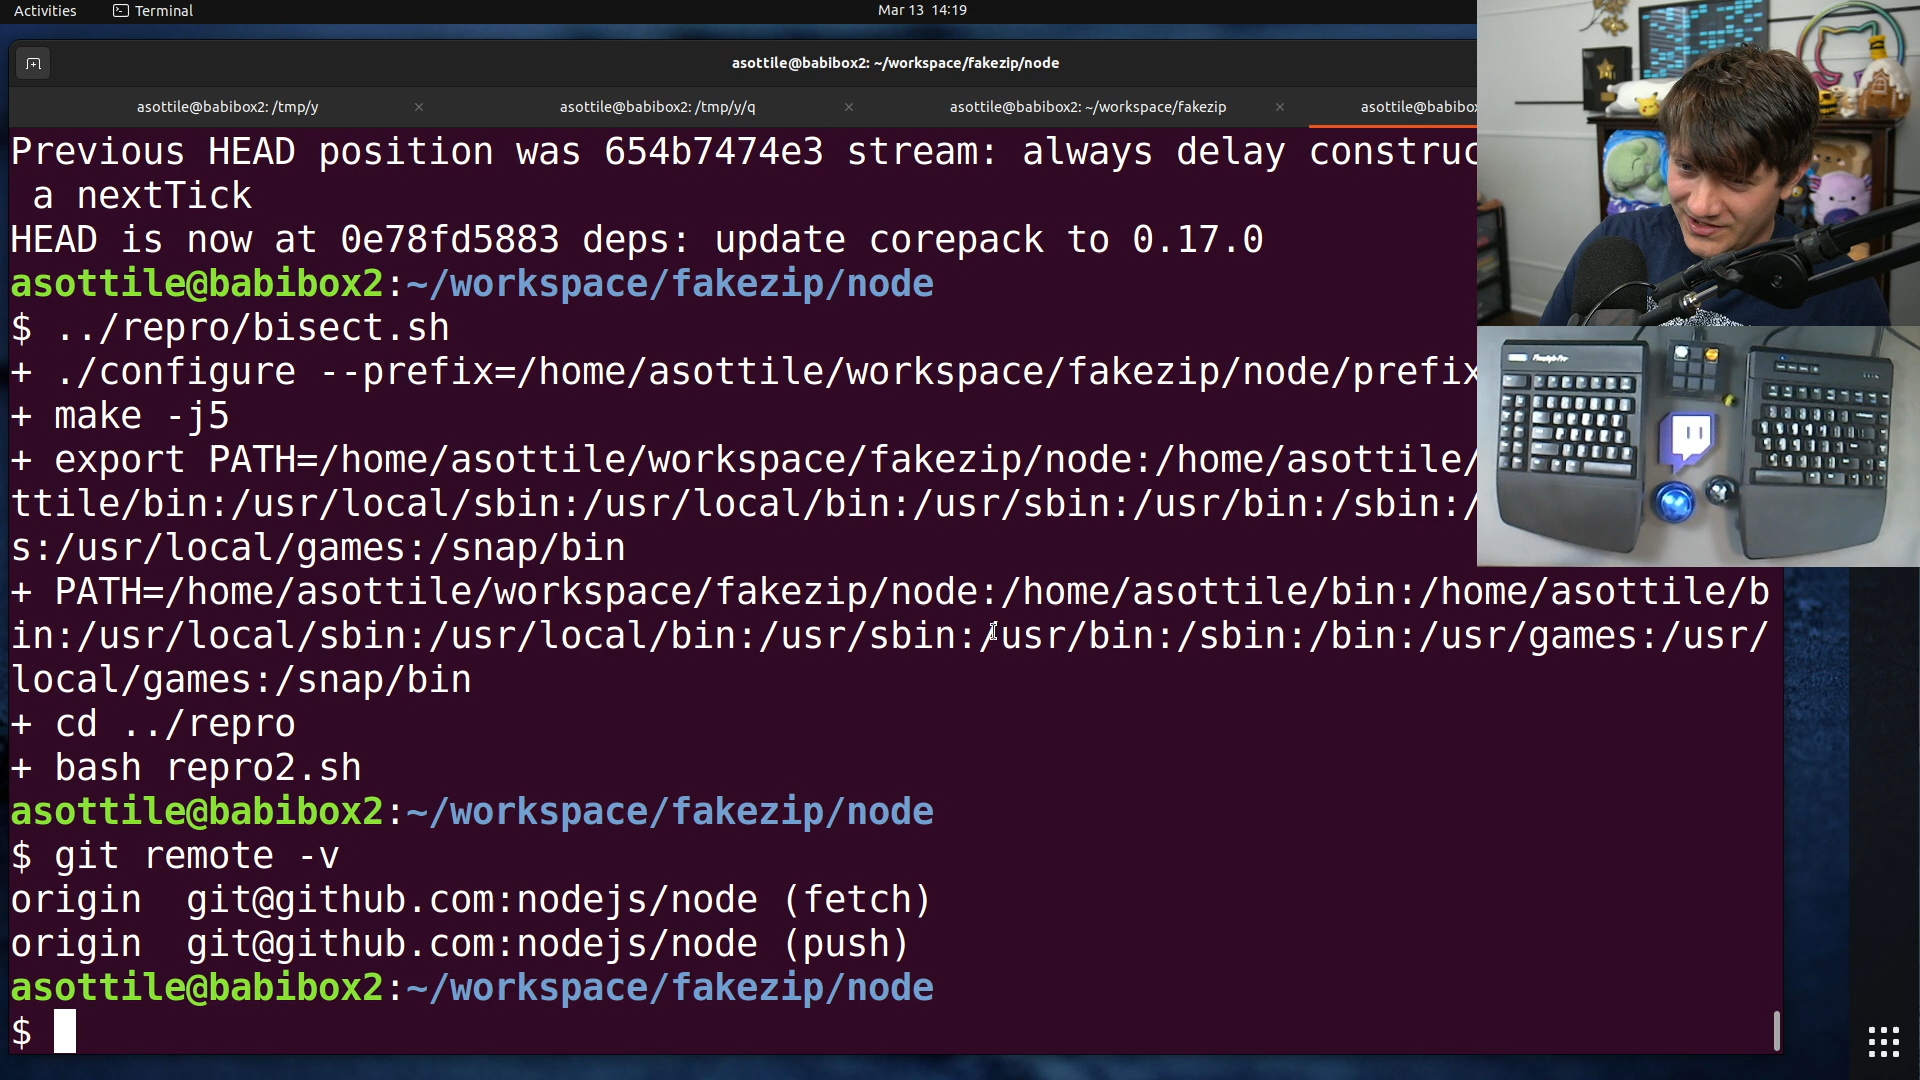 Activities
Terminal
Mar 13 14:19
asottile@babibox2: ~/workspace/fakezip/node
asottile@babibox2: /tmp/y × asottile@babibox2: /tmp/y/q × asottile@babibox2: ~/workspace/fakezip × asottile@babibo
Previous HEAD position was 654b7474e3 stream: always delay construc
a nextTick
HEAD is now at 0e78fd5883 deps: update corepack to 0.17.0
asottile@babibox2:~/workspace/fakezip/node
$ ../repro/bisect.sh
+ ./configure --prefix=/home/asottile/workspace/fakezip/node/prefix
+ make -j5
+ export PATH=/home/asottile/workspace/fakezip/node:/home/asottile/
ttile/bin:/usr/local/sbin:/usr/local/bin:/usr/sbin:/usr/bin:/sbin:/
s:/usr/local/games:/snap/bin
+ PATH=/home/asottile/workspace/fakezip/node:/home/asottile/bin:/home/asottile/b
in:/usr/local/sbin:/usr/local/bin:/usr/sbin:/usr/bin:/sbin:/bin:/usr/games:/usr/
local/games:/snap/bin
+ cd ../repro
+ bash repro2.sh
asottile@babibox2:~/workspace/fakezip/node
$ git remote -v
origin  git@github.com:nodejs/node (fetch)
origin  git@github.com:nodejs/node (push)
asottile@babibox2:~/workspace/fakezip/node
$